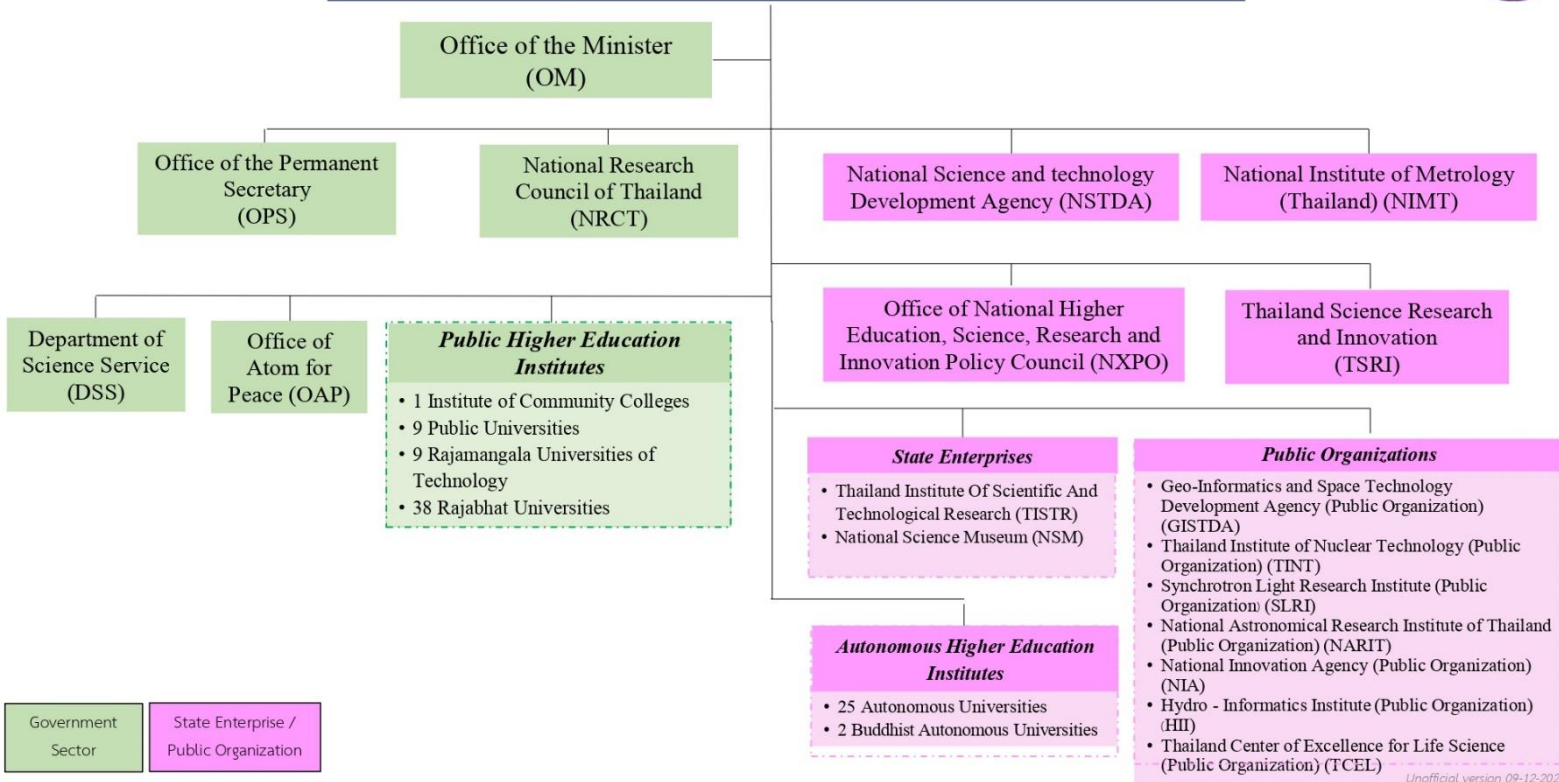 Office of the Minister
(OM)
Office of the Permanent
Secretary
(OPS)
National Research
Council of Thailand
(NRCT)
National Science and technology
Development Agency (NSTDA)
National Institute of Metrology
(Thailand) (NIMT)
Department of
Science Service
(DSS)
Office of
Atom for
Peace (OAP)
Public Higher Education
Institutes
• 1 Institute of Community Colleges
• 9 Public Universities
• 9 Rajamangala Universities of
Technology
• 38 Rajabhat Universities
Office of National Higher
Education, Science, Research and
Innovation Policy Council (NXPO)
Thailand Science Research
and Innovation
(TSRI)
State Enterprises
• Thailand Institute Of Scientific And
Technological Research (TISTR)
• National Science Museum (NSM)
Public Organizations
• Geo-Informatics and Space Technology
Development Agency (Public Organization)
(GISTDA)
• Thailand Institute of Nuclear Technology (Public
Organization) (TINT)
• Synchrotron Light Research Institute (Public
Organization) (SLRI)
• National Astronomical Research Institute of Thailand
(Public Organization) (NARIT)
• National Innovation Agency (Public Organization)
(NIA)
• Hydro - Informatics Institute (Public Organization)
(HII)
• Thailand Center of Excellence for Life Science
(Public Organization) (TCEL)
Autonomous Higher Education
Institutes
• 25 Autonomous Universities
• 2 Buddhist Autonomous Universities
Government
Sector
State Enterprise /
Public Organization
Unofficial version